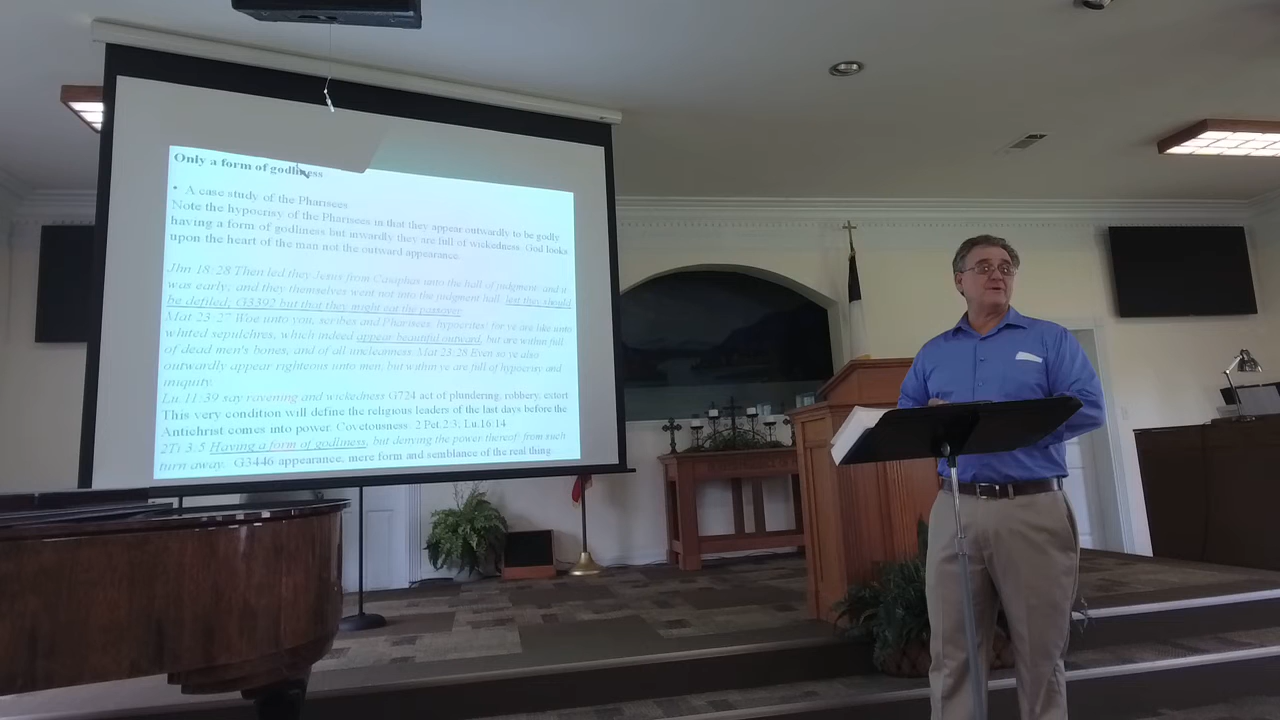 Only a form of godliness
• A case study of the Pharisees
Note the hypocrisy of the Pharisees in that they appear outwardly to be godly
having a form of godliness but inwardly they are full of wickedness. God looks
upon the heart of the man not the outward appearance.
Jhn 18:28 Then led they Jesus from Caiaphas unto the hall of judgment: and it
was early; and they themselves went not into the judgment hall, lest they should
be defiled; G3392 but that they might eat the passover.
Mat 23:27 Woe unto you, scribes and Pharisees, hypocrites! for ye are like unto
whited sepulchres, which indeed appear beautiful outward, but are within full
of dead men's bones, and of all uncleanness. Mat 23:28 Even so ye also
outwardly appear righteous unto men, but within ye are full of hypocrisy and
iniquity.
Lu. 11:39 say ravening and wickedness G724 act of plundering, robbery, extort
This very condition will define the religious leaders of the last days before the
Antichrist comes into power. Covetousness. 2 Pet.2:3; Lu.16:14
2Ti 3:5 Having a form of godliness, but denying the power thereof: from such
turn away. G3446 appearance, mere form and semblance of the real thing.